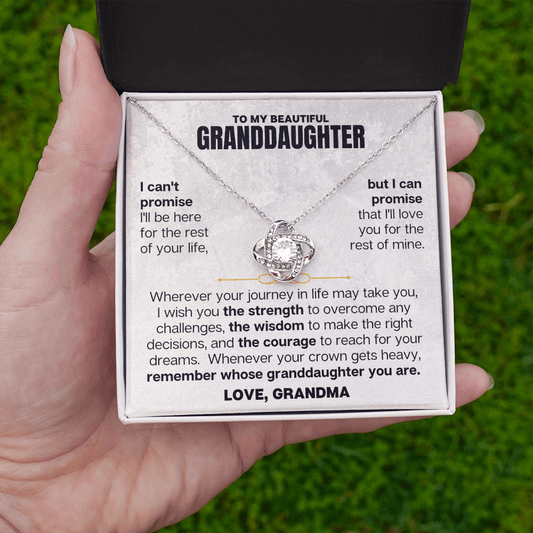 TO MY BEAUTIFUL
GRANDDAUGHTER
I can't
promise
I'll be here
for the rest
of your life,
but I can
promise
that I'll love
you for the
rest of mine.
Wherever your journey in life may take you,
I wish you the strength to overcome any
challenges, the wisdom to make the right
decisions, and the courage to reach for your
dreams. Whenever your crown gets heavy,
remember whose granddaughter you are.
LOVE, GRANDMA